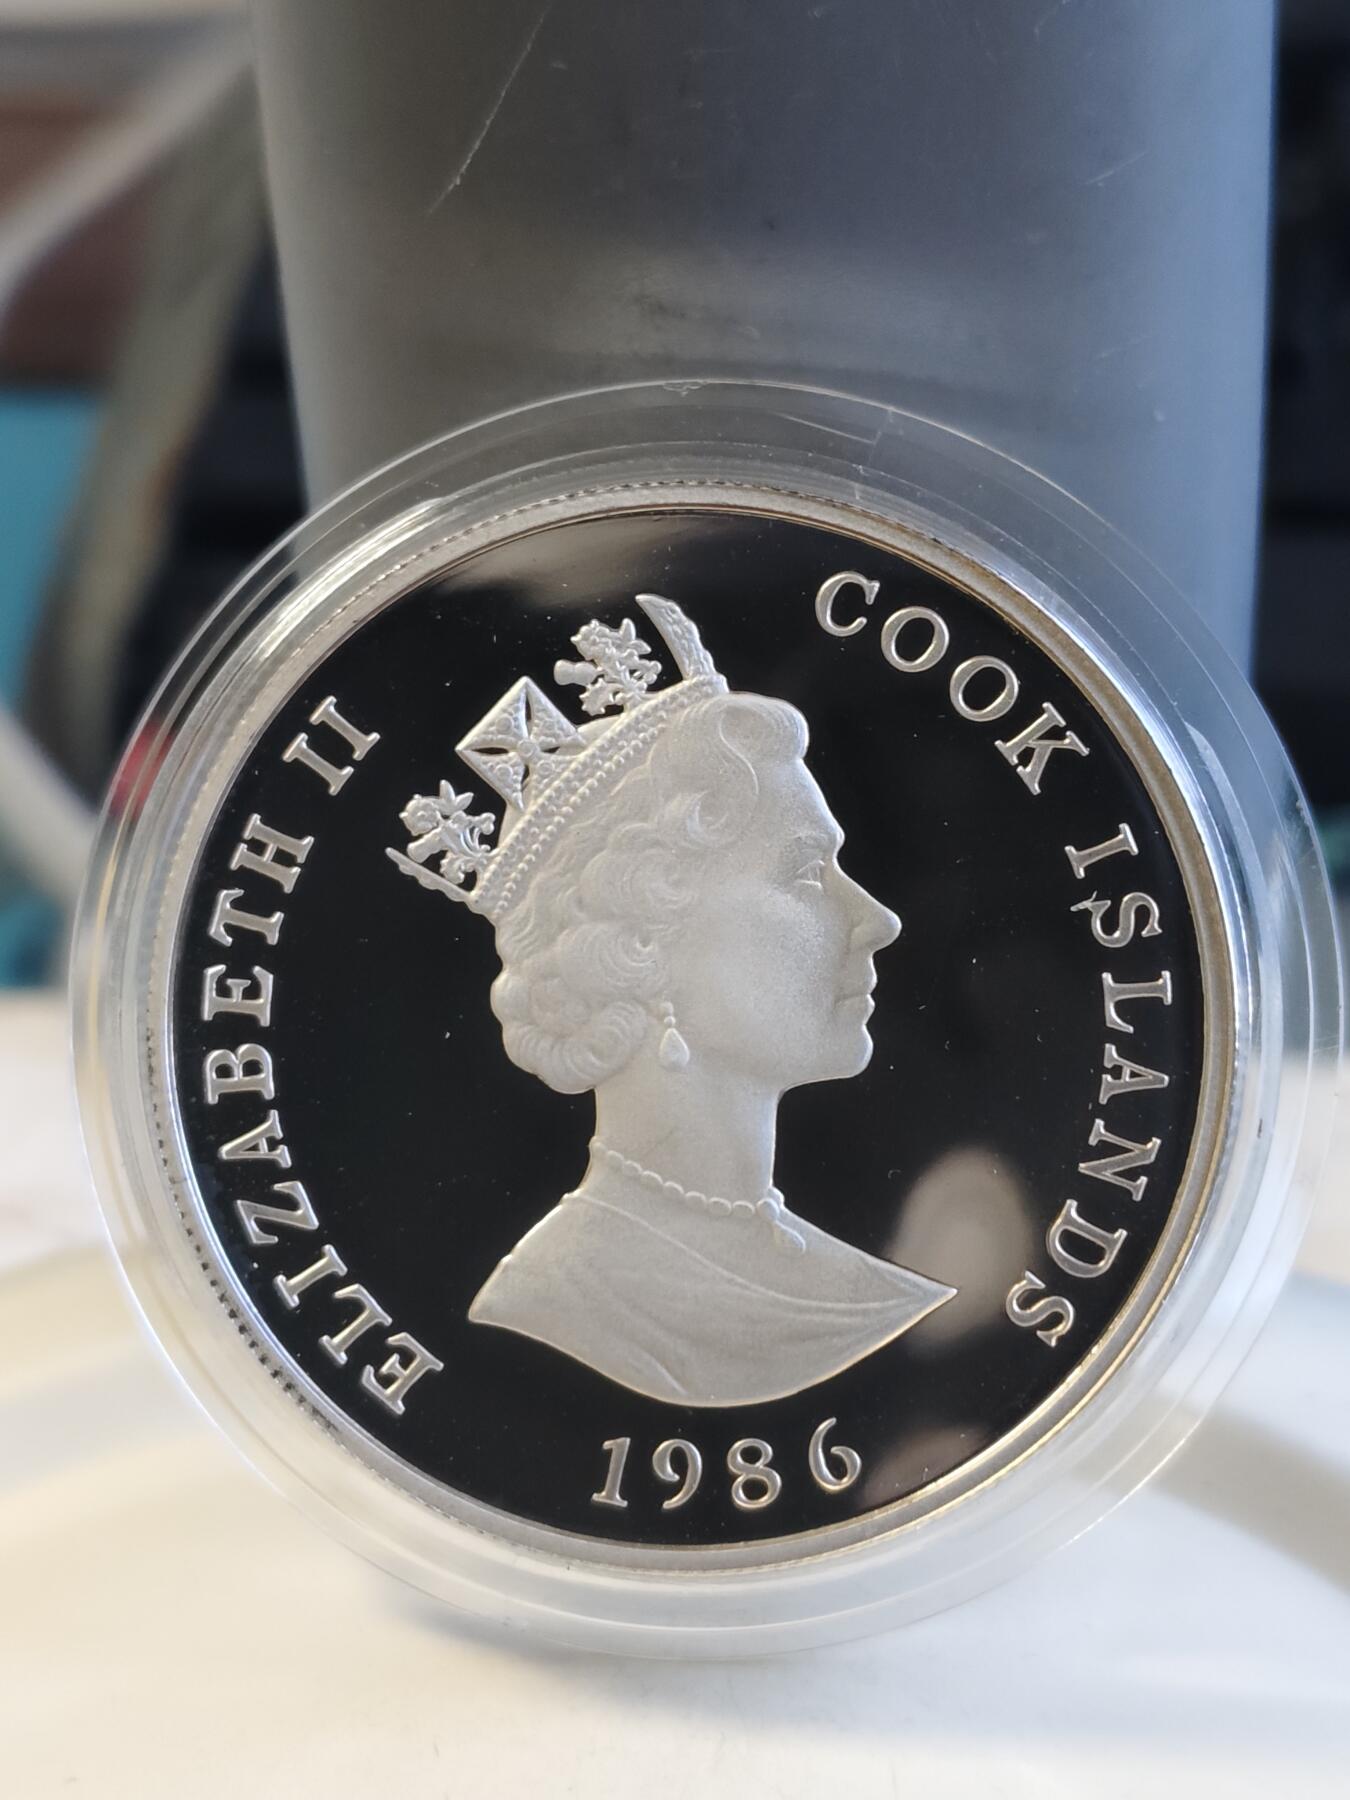 ELIZABETH II
COOK ISLANDS
1986